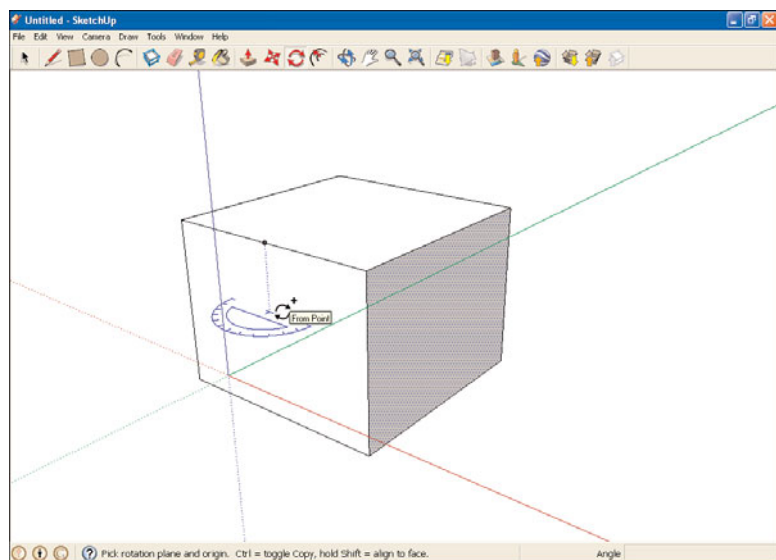 Untitled - SketchUp
File Edit View Camera Draw Tools Window Help
From Point
Pick rotation plane and origin. Ctrl = toggle Copy, hold Shift = align to face.
Angle